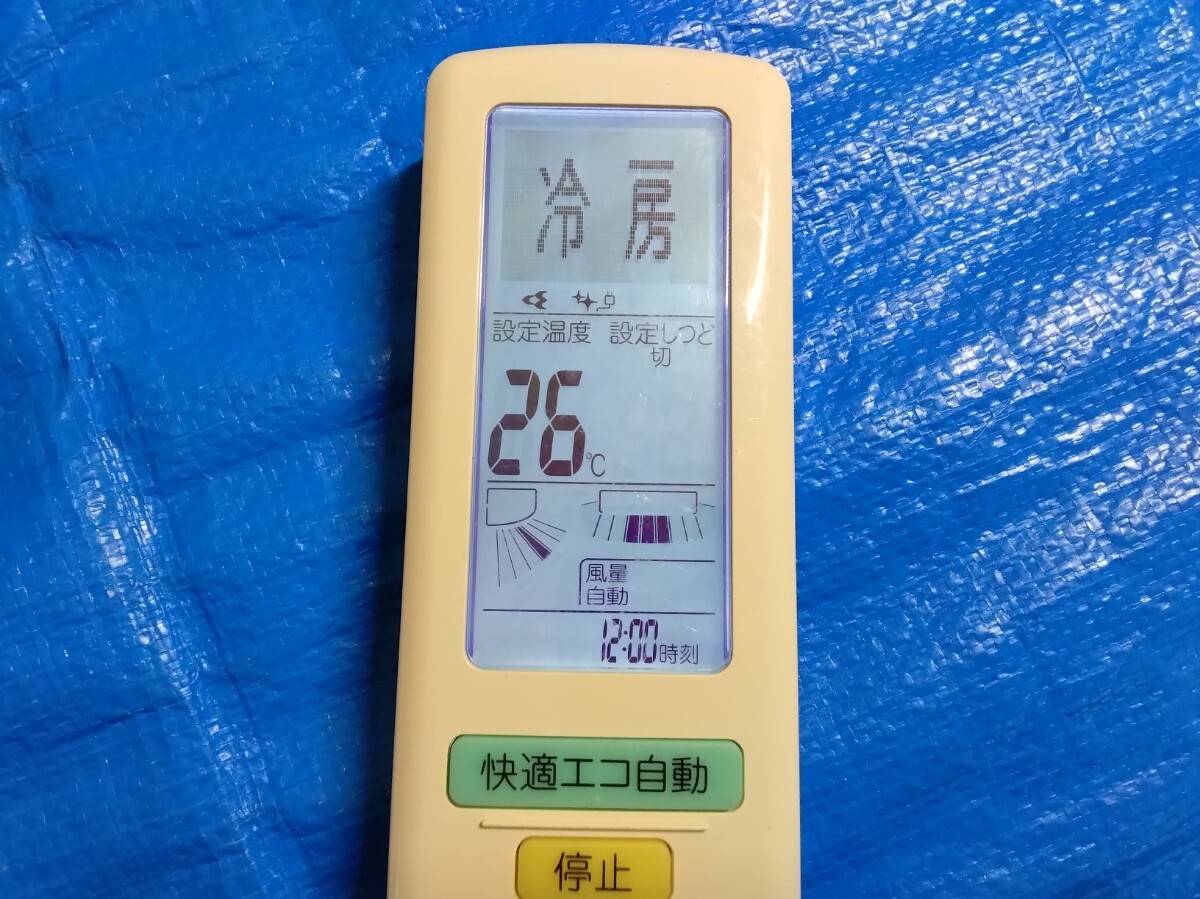 冷房
設定温度 設定しつど
切
26℃
風量
自動
12:00時刻
快適エコ自動
停止